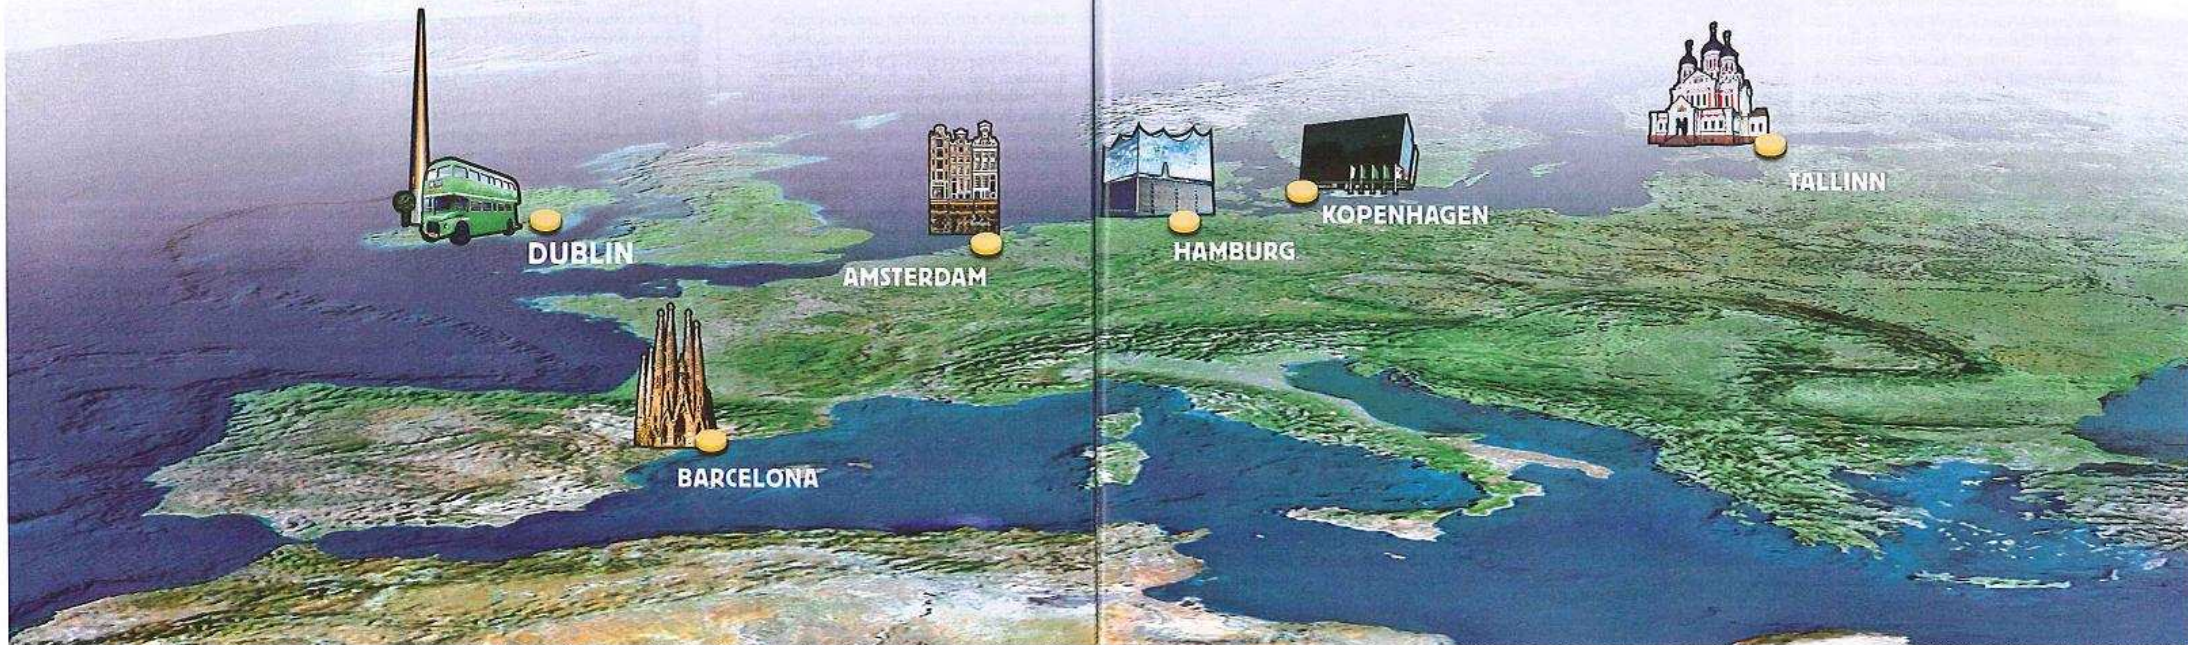 TALLINN
KOPENHAGEN
DUBLIN
HAMBURG
AMSTERDAM
BARCELONA